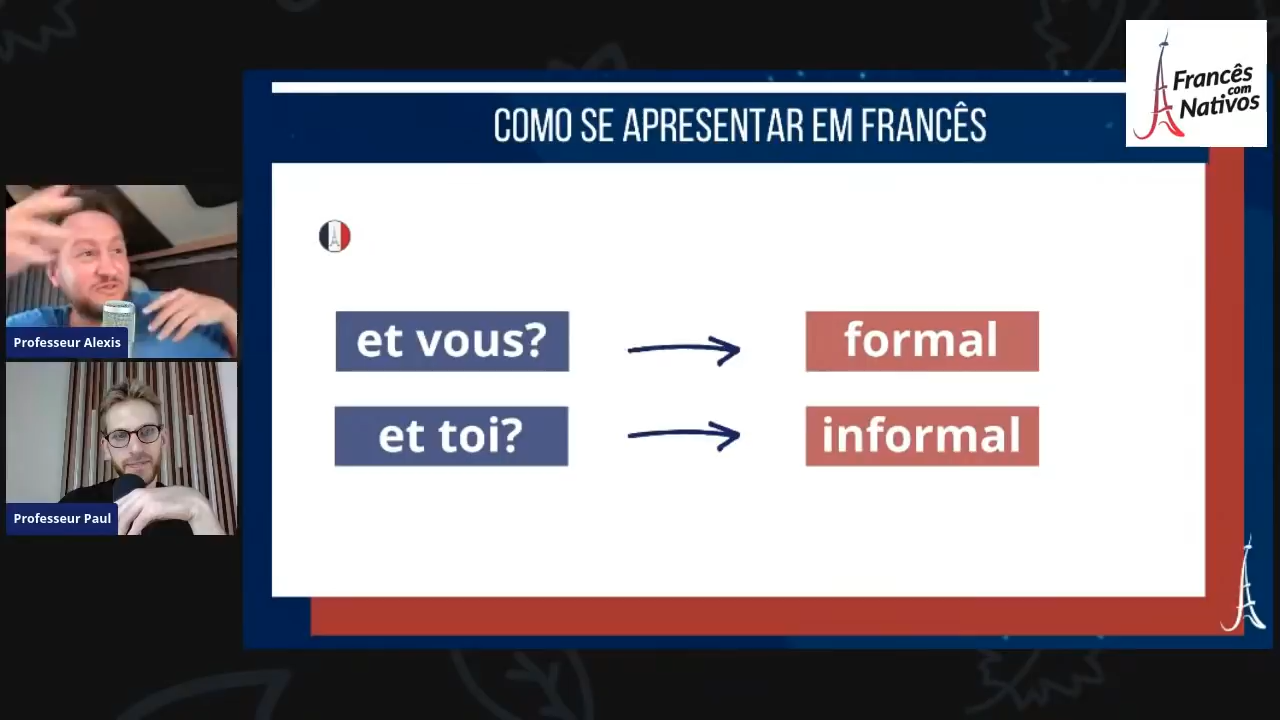 Francês
com
Nativos
COMO SE APRESENTAR EM FRANCÊS
et vous?
formal
et toi?
informal
Professeur Alexis
Professeur Paul